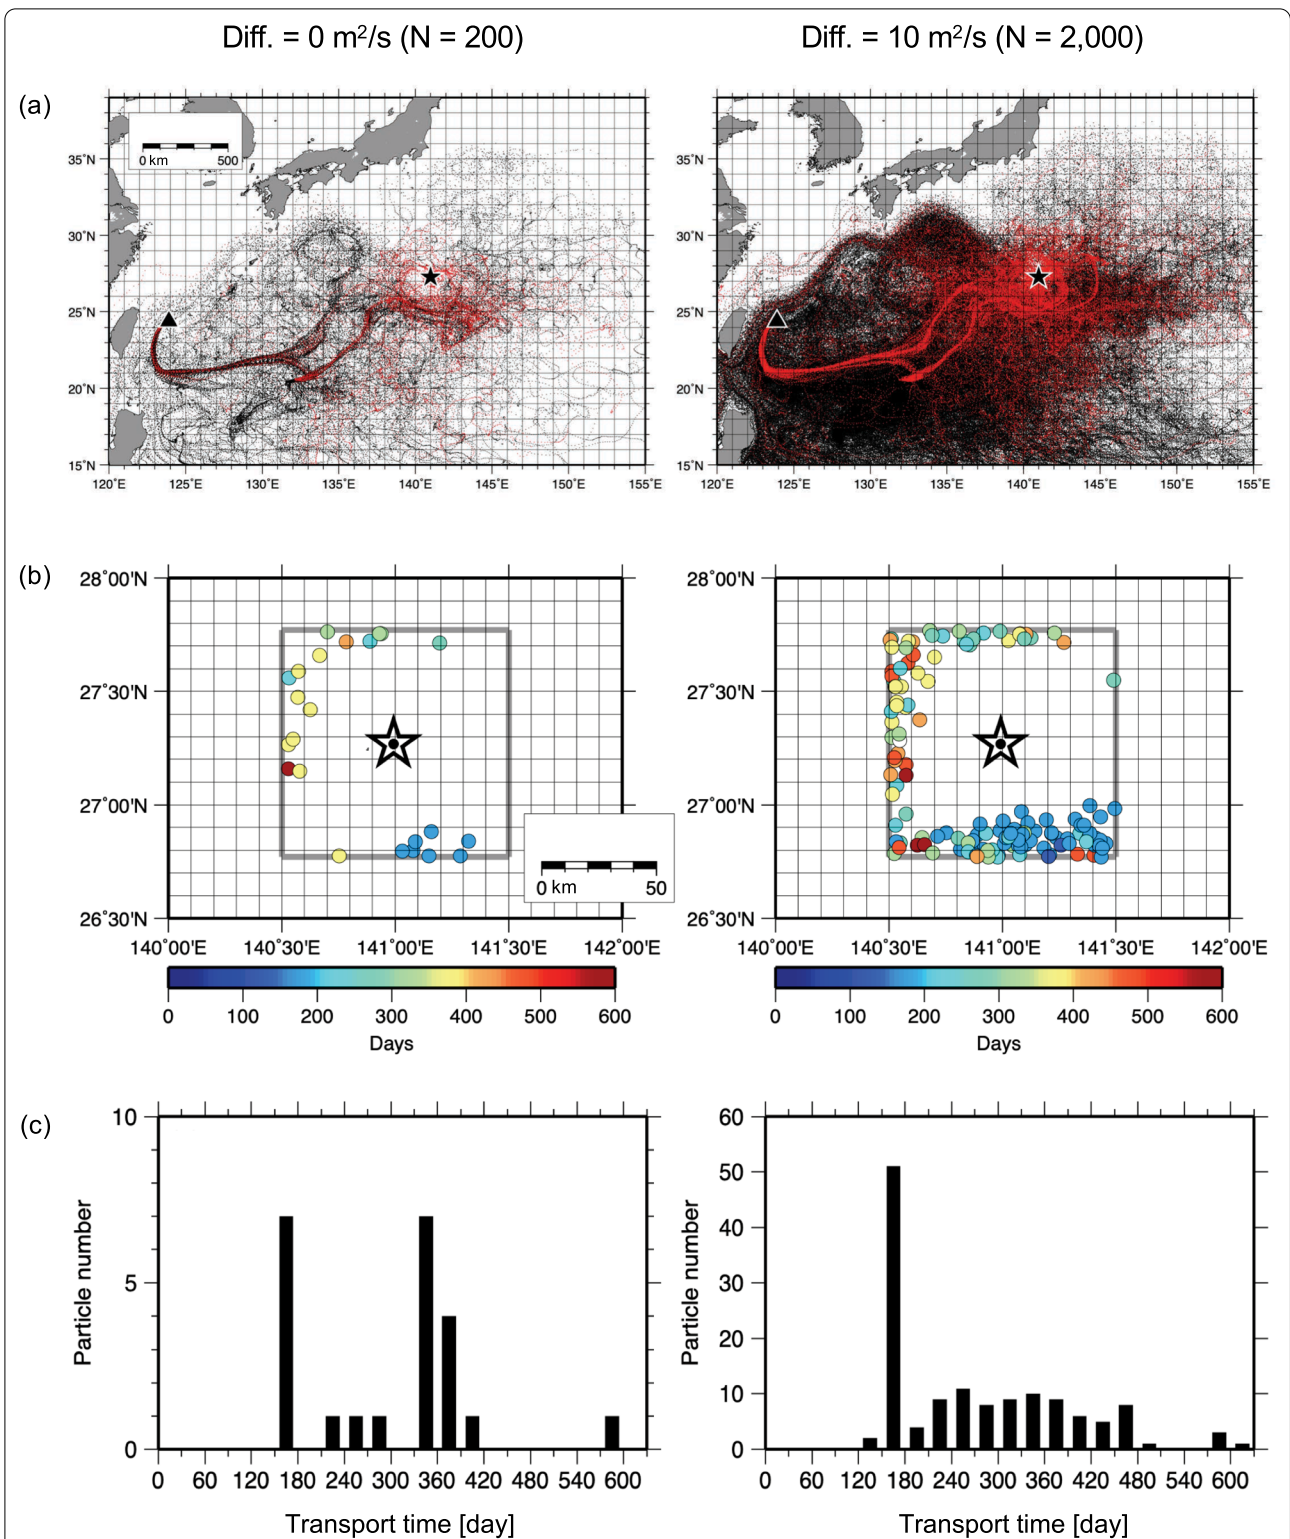 Diff. = 0 m²/s (N = 200) Diff. = 10 m²/s (N = 2,000)
(a)
0 km 500
35˚N 35˚N
30˚N 30˚N
25˚N 25˚N
20˚N 20˚N
15˚N 15˚N
120˚E 125˚E 130˚E 135˚E 140˚E 145˚E 150˚E 155˚E 120˚E 125˚E 130˚E 135˚E 140˚E 145˚E 150˚E 155˚E
(b)
28˚00'N 28˚00'N
27˚30'N 27˚30'N
27˚00'N 27˚00'N
0 km 50
26˚30'N 26˚30'N
140˚00'E 140˚30'E 141˚00'E 141˚30'E 142˚00'E 140˚00'E 140˚30'E 141˚00'E 141˚30'E 142˚00'E
0 100 200 300 400 500 600 0 100 200 300 400 500 600
Days Days
(c)
10 60
50
40
5 30
20
10
0 0
Particle number Particle number
0 60 120 180 240 300 360 420 480 540 600 0 60 120 180 240 300 360 420 480 540 600
Transport time [day] Transport time [day]